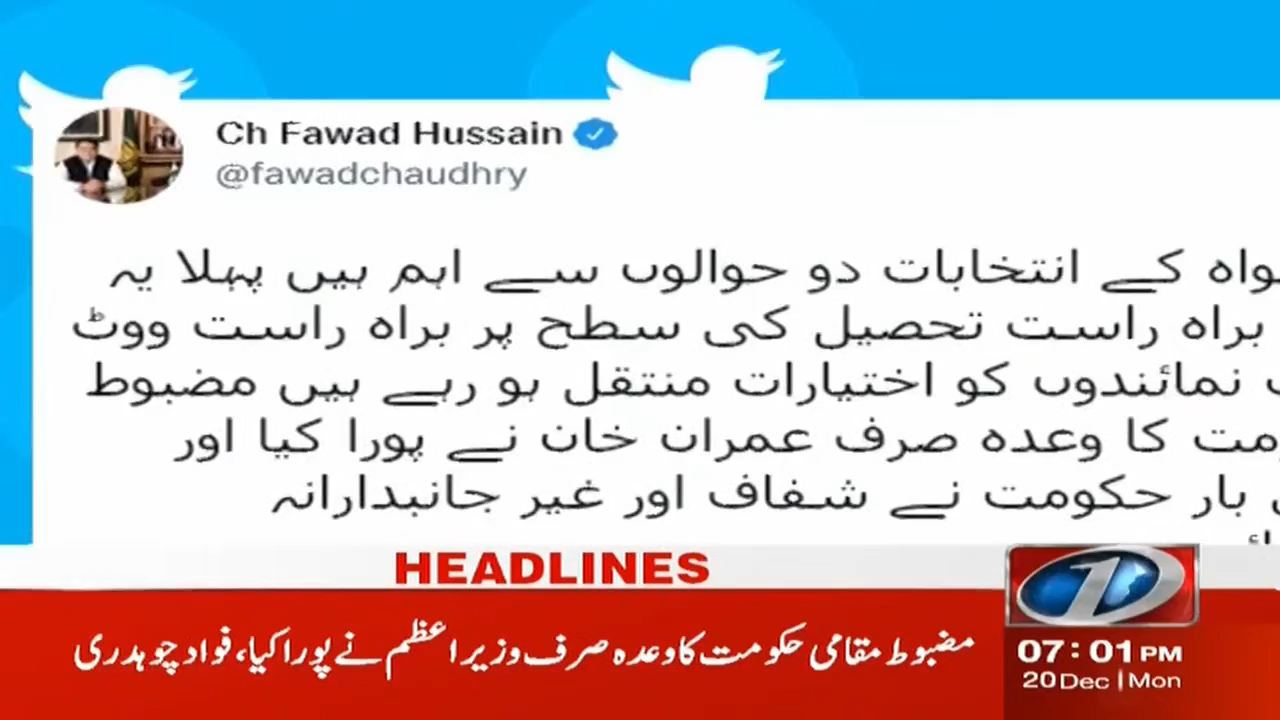 Ch Fawad Hussain
@fawadchaudhry
کے انتخابات دو حوالوں سے اہم ہیں پہلا یہ
براہ راست تحصیل کی سطح پر براہ راست ووٹ
نمائندوں کو اختیارات منتقل ہو رہے ہیں مضبوط
کا وعدہ صرف عمران خان نے پورا کیا اور
بار حکومت نے شفاف اور غیر جانبدارانہ
HEADLINES
مضبوط مقامی حکومت کا وعدہ صرف وزیراعظم نے پورا کیا، فواد چوہدری
1
07:01 PM
20 Dec | Mon